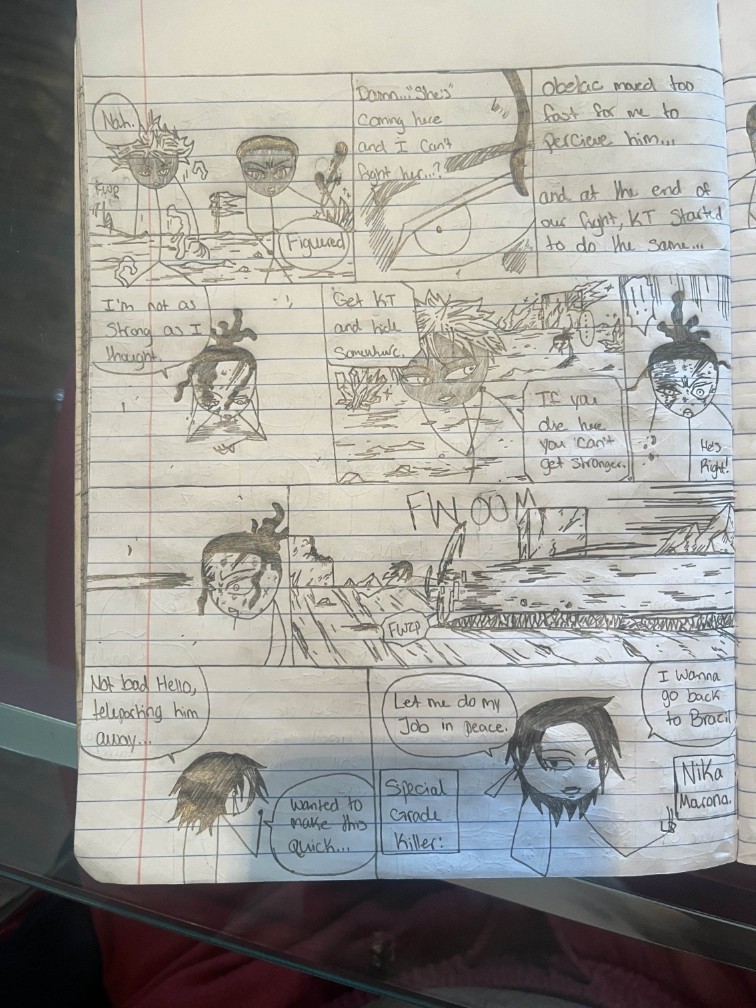 Nah.
FWP
Figured
Damn... "She's"
coming here
and I can't
fight her...?
Obelac moved too
fast for me to
percieve him...
and at the end of
our fight, KT started
to do the same...
I'm not as
strong as I
thought.
Get KT
and hide
somewhere.
If you
die here
you can't
get stronger.
!!
He's
Right!
FWOOM
FWZP
Not bad Hello,
teleporting him
away...
Wanted to
make this
quick...
Let me do my
Job in peace.
I wanna
go back
to Brazil
Special
Grade
Killer:
Nika
Marona.